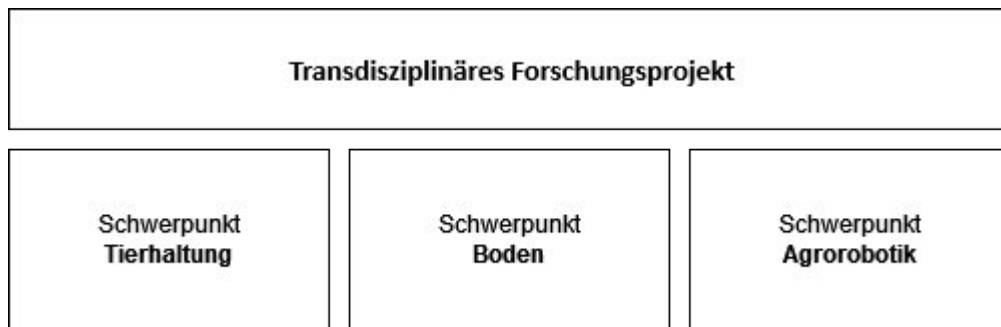 Transdisziplinäres Forschungsprojekt
Schwerpunkt
Tierhaltung
Schwerpunkt
Boden
Schwerpunkt
Agrorobotik